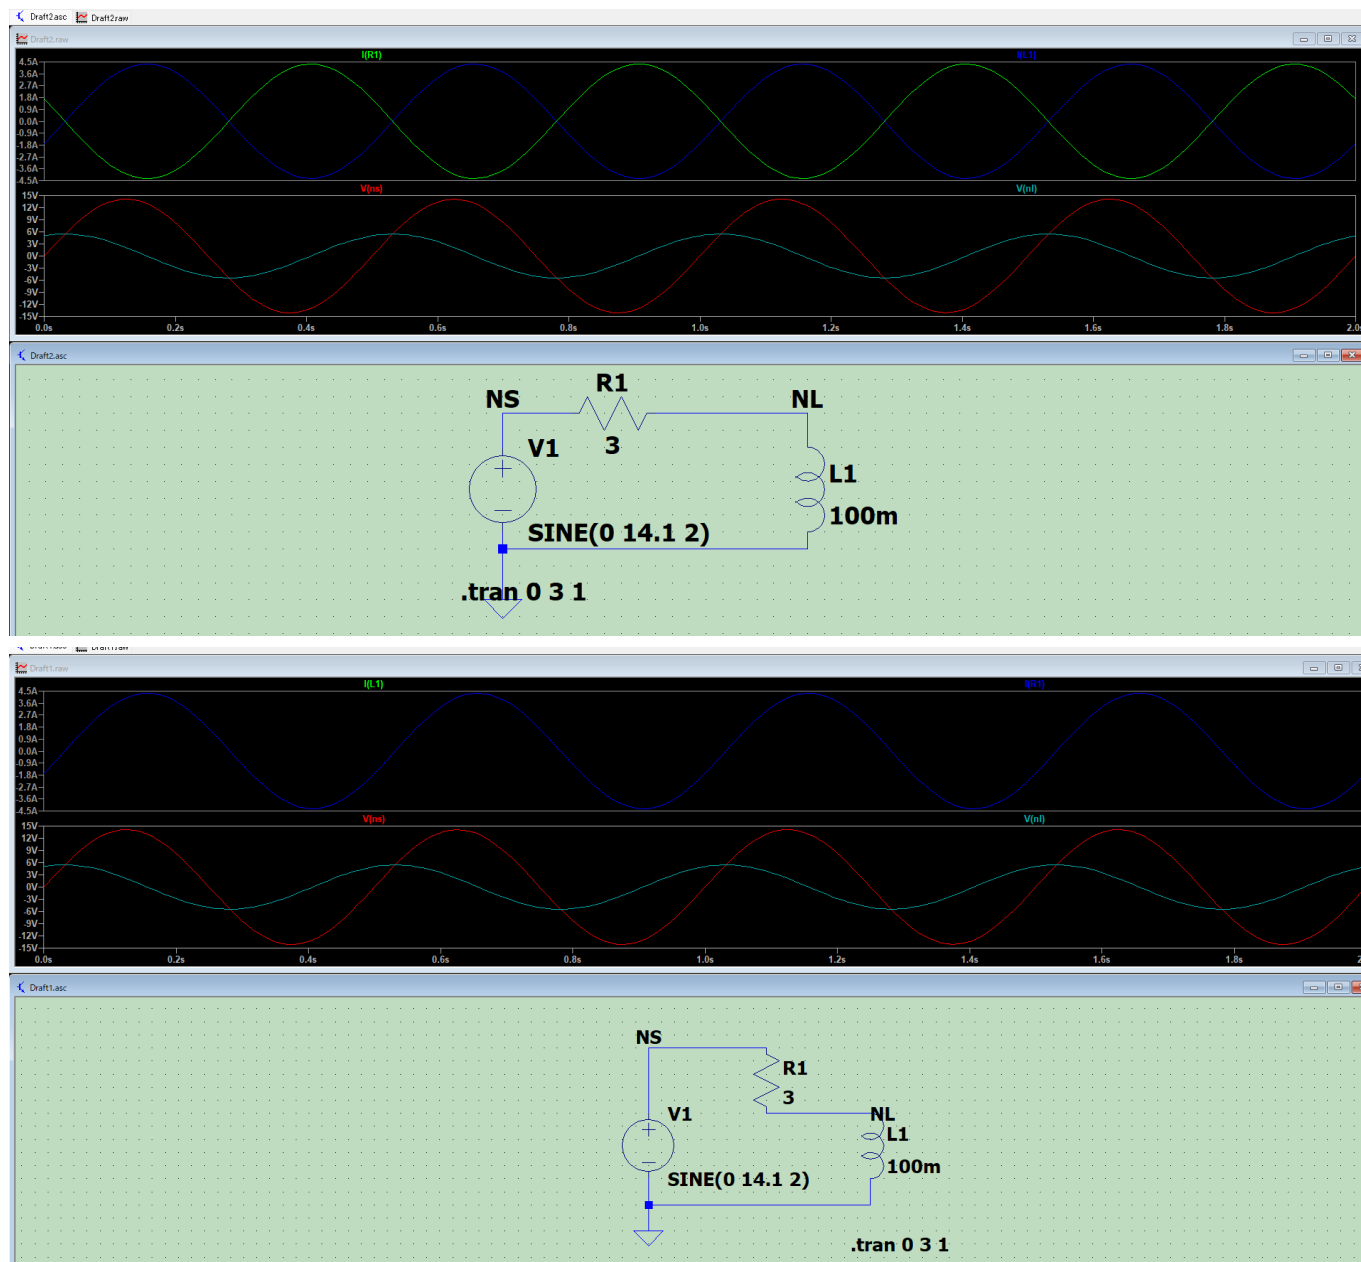 Draft2.asc Draft2.raw
Draft2.raw
I(R1) I(L1)
4.5A
3.6A
2.7A
1.8A
0.9A
0.0A
-0.9A
-1.8A
-2.7A
-3.6A
-4.5A
V(ns) V(nl)
15V
12V
9V
6V
3V
0V
-3V
-6V
-9V
-12V
-15V
0.0s 0.2s 0.4s 0.6s 0.8s 1.0s 1.2s 1.4s 1.6s 1.8s 2.0s
Draft2.asc
R1
NS NL
3
V1
L1
100m
SINE(0 14.1 2)
.tran 0 3 1
Draft1.asc Draft1.raw
Draft1.raw
I(L1) I(R1)
4.5A
3.6A
2.7A
1.8A
0.9A
0.0A
-0.9A
-1.8A
-2.7A
-3.6A
-4.5A
V(ns) V(nl)
15V
12V
9V
6V
3V
0V
-3V
-6V
-9V
-12V
-15V
0.0s 0.2s 0.4s 0.6s 0.8s 1.0s 1.2s 1.4s 1.6s 1.8s 2
Draft1.asc
NS
R1
3
V1 NL
L1
100m
SINE(0 14.1 2)
.tran 0 3 1